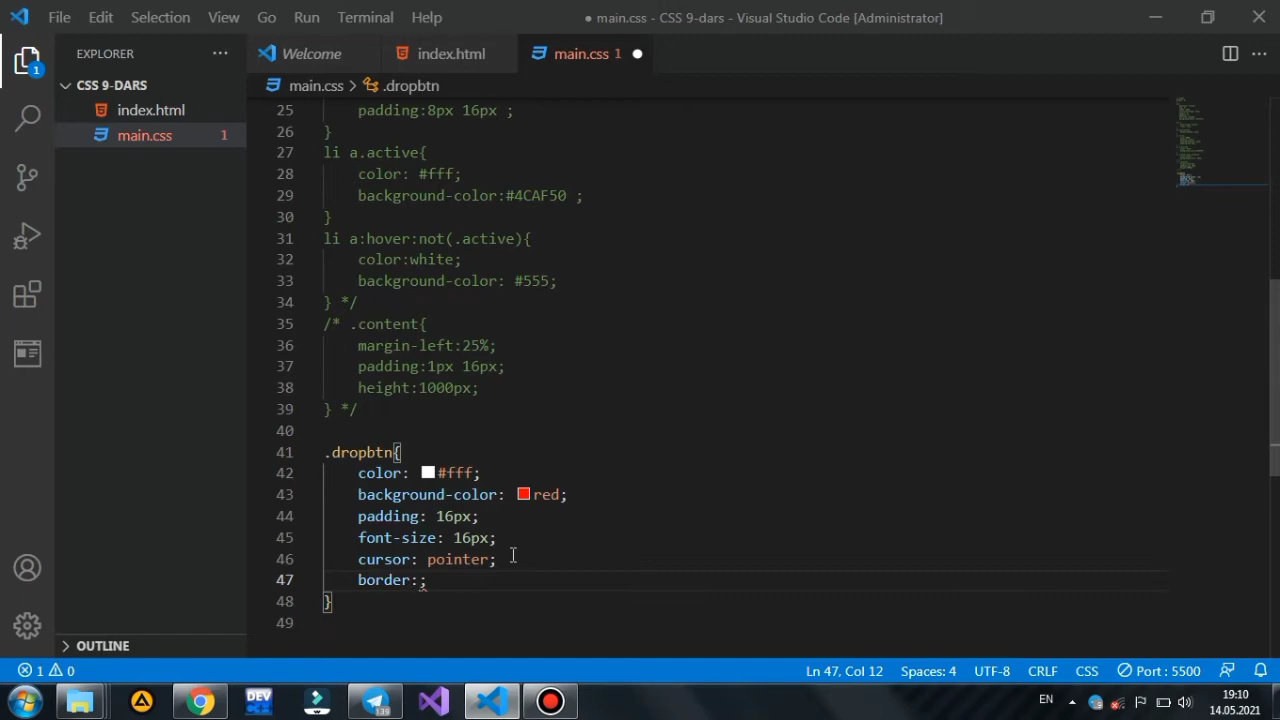 File Edit Selection View Go Run Terminal Help
● main.css - CSS 9-dars - Visual Studio Code [Administrator]
EXPLORER
Welcome
index.html
main.css 1
CSS 9-DARS
main.css > .dropbtn
index.html
main.css 1
1
25 padding:8px 16px ;
26 }
27 li a.active{
28 color: #fff;
29 background-color:#4CAF50 ;
30 }
31 li a:hover:not(.active){
32 color:white;
33 background-color: #555;
34 } */
35 /* .content{
36 margin-left:25%;
37 padding:1px 16px;
38 height:1000px;
39 } */
40
41 .dropbtn{
42 color: #fff;
43 background-color: red;
44 padding: 16px;
45 font-size: 16px;
46 cursor: pointer;
47 border:;
48 }
49
OUTLINE
1 0
Ln 47, Col 12 Spaces: 4 UTF-8 CRLF CSS Port : 5500
DEV
139
EN
19:10
14.05.2021